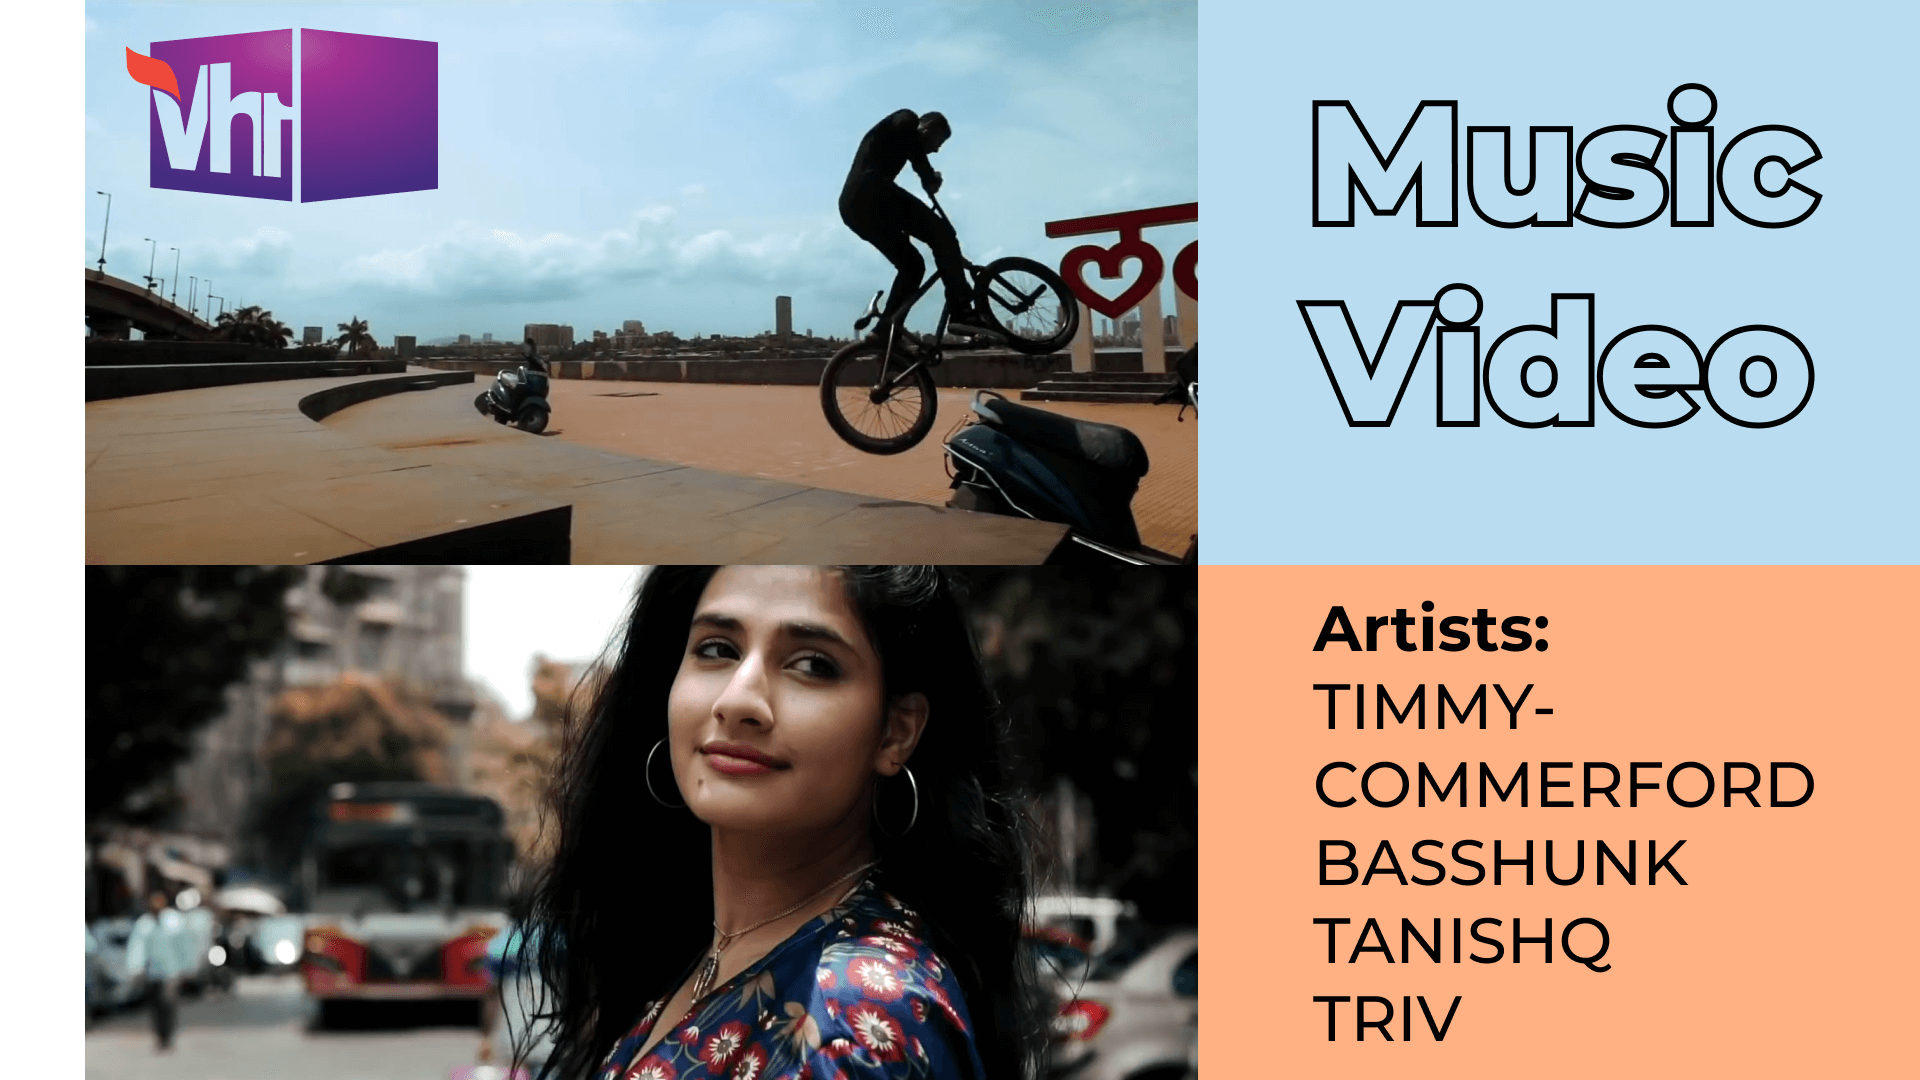 Vh1
Music
Video
Artists:
TIMMY-
COMMERFORD
BASSHUNK
TANISHQ
TRIV